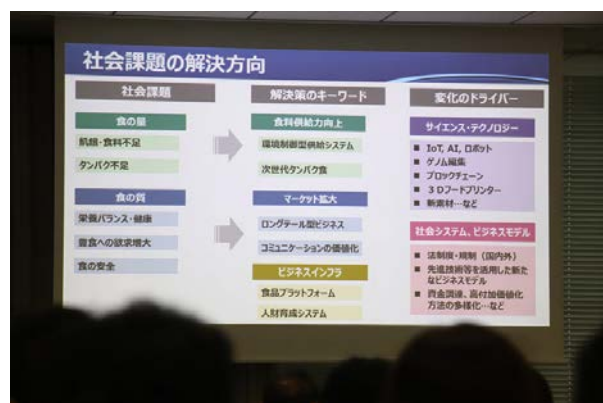 社会課題の解決方向
社会課題
食の量
飢餓・食料不足
タンパク不足
食の質
栄養バランス・健康
豊食への欲求増大
食の安全
解決策のキーワード
食料供給力向上
環境制御型供給システム
次世代タンパク食
マーケット拡大
ロングテール型ビジネス
コミュニケーションの価値化
ビジネスインフラ
食品プラットフォーム
人財育成システム
変化のドライバー
サイエンス・テクノロジー
■ IoT, AI, ロボット
■ ゲノム編集
■ ブロックチェーン
■ 3Dフードプリンター
■ 新素材…など
社会システム、ビジネスモデル
■ 法制度・規制（国内外）
■ 先進技術等を活用した新た
なビジネスモデル
■ 資金調達、高付加価値化
方法の多様化…など